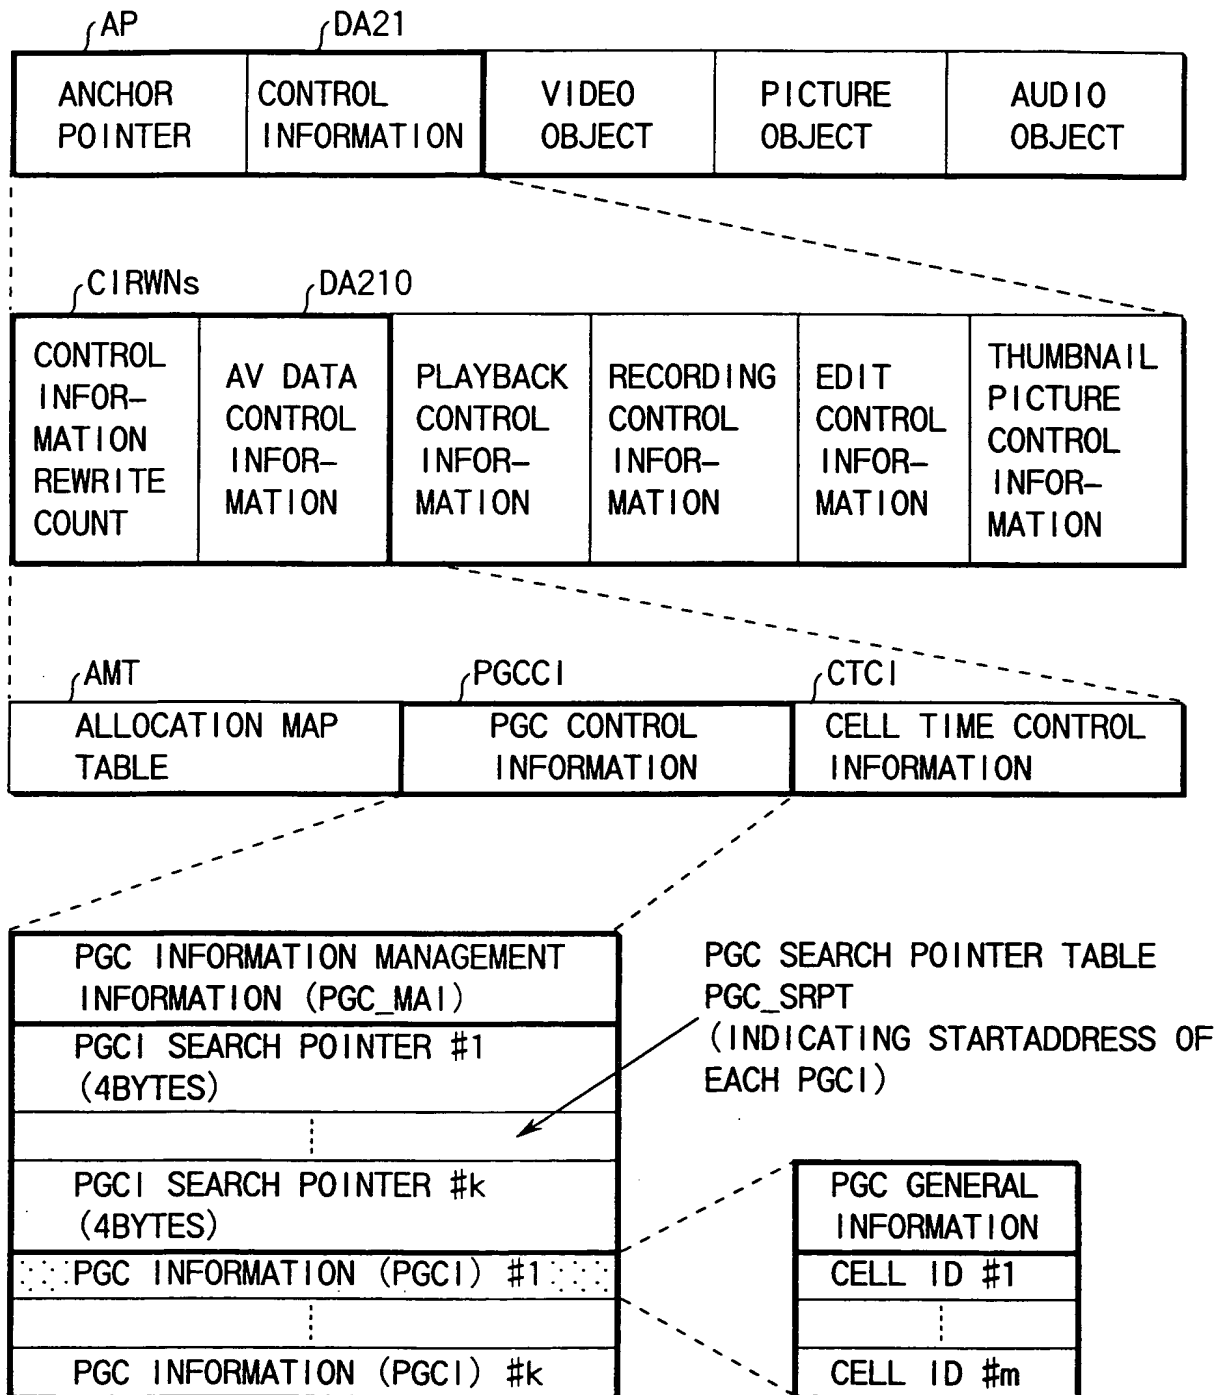 AP
DA21
ANCHOR
POINTER
CONTROL
INFORMATION
VIDEO
OBJECT
PICTURE
OBJECT
AUDIO
OBJECT
CIRWNs
DA210
CONTROL
INFOR-
MATION
REWRITE
COUNT
AV DATA
CONTROL
INFOR-
MATION
PLAYBACK
CONTROL
INFOR-
MATION
RECORDING
CONTROL
INFOR-
MATION
EDIT
CONTROL
INFOR-
MATION
THUMBNAIL
PICTURE
CONTROL
INFOR-
MATION
AMT
PGCCI
CTCI
ALLOCATION MAP
TABLE
PGC CONTROL
INFORMATION
CELL TIME CONTROL
INFORMATION
PGC INFORMATION MANAGEMENT
INFORMATION (PGC_MAI)
PGCI SEARCH POINTER #1
(4BYTES)
PGC SEARCH POINTER TABLE
PGC_SRPT
(INDICATING STARTADDRESS OF
EACH PGCI)
PGCI SEARCH POINTER #k
(4BYTES)
PGC INFORMATION (PGCI) #1
PGC INFORMATION (PGCI) #k
PGC GENERAL
INFORMATION
CELL ID #1
CELL ID #m